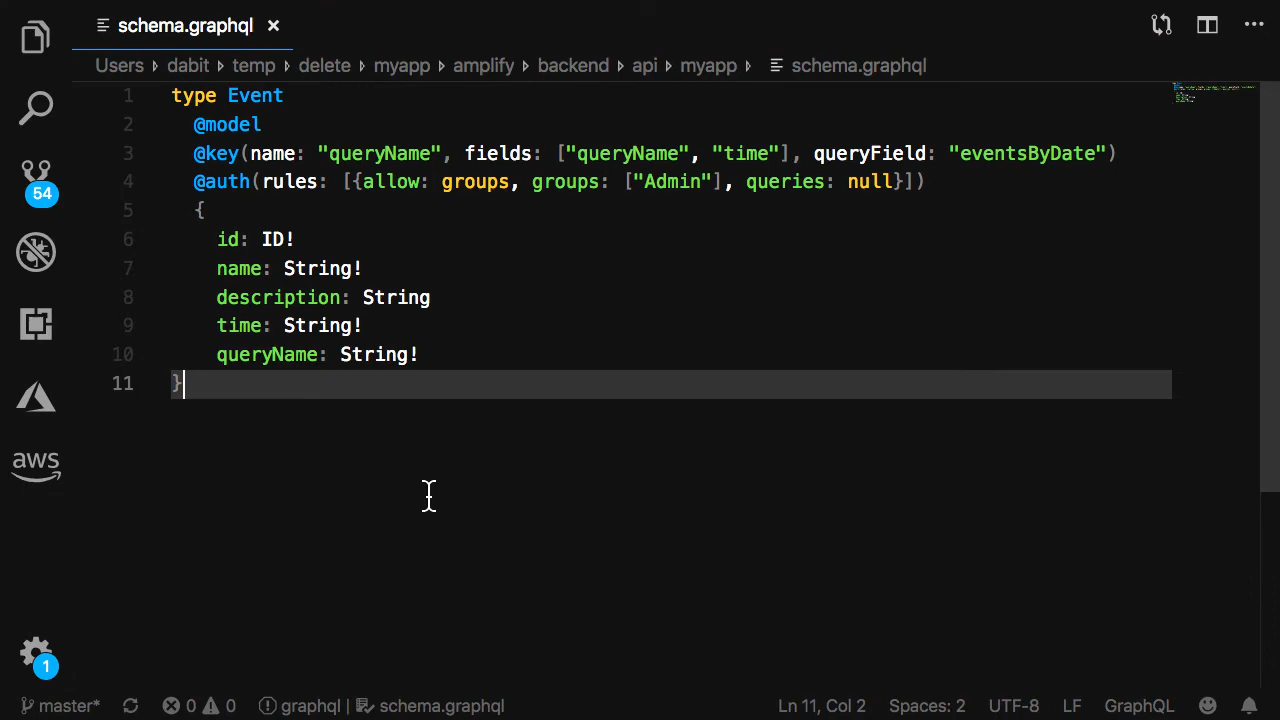 schema.graphql
Users dabit temp delete myapp amplify backend api myapp schema.graphql
1 type Event
2 @model
3 @key(name: "queryName", fields: ["queryName", "time"], queryField: "eventsByDate")
4 @auth(rules: [{allow: groups, groups: ["Admin"], queries: null}])
5 {
6 id: ID!
7 name: String!
8 description: String
9 time: String!
10 queryName: String!
11 }
54
aws
1
master* 0 0 graphql | schema.graphql Ln 11, Col 2 Spaces: 2 UTF-8 LF GraphQL